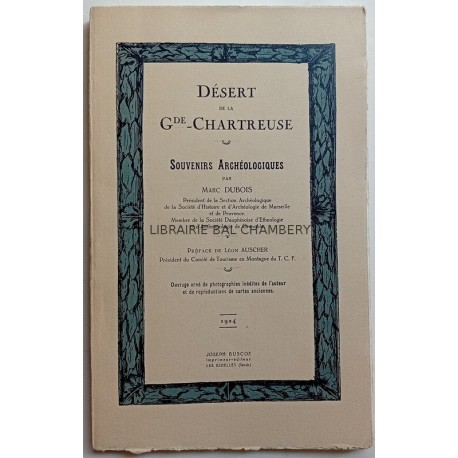 DÉSERT
DE LA
GDE-CHARTREUSE
SOUVENIRS ARCHÉOLOGIQUES
PAR
MARC DUBOIS
Président de la Section Archéologique
de la Société d'Histoire et d'Archéologie de Marseille
et de Provence
Membre de la Société Dauphinoise d'Ethnologie
LIBRAIRIE BAL CHAMBERY
PRÉFACE DE LÉON AUSCHER
Président du Comité de Tourisme en Montagne du T. C. F.
Ouvrage orné de photographies inédites de l'auteur
et de reproductions de cartes anciennes.
1924
JOSEPH BUSCOZ
imprimeur-éditeur
LES ECHELLES (Savoie)